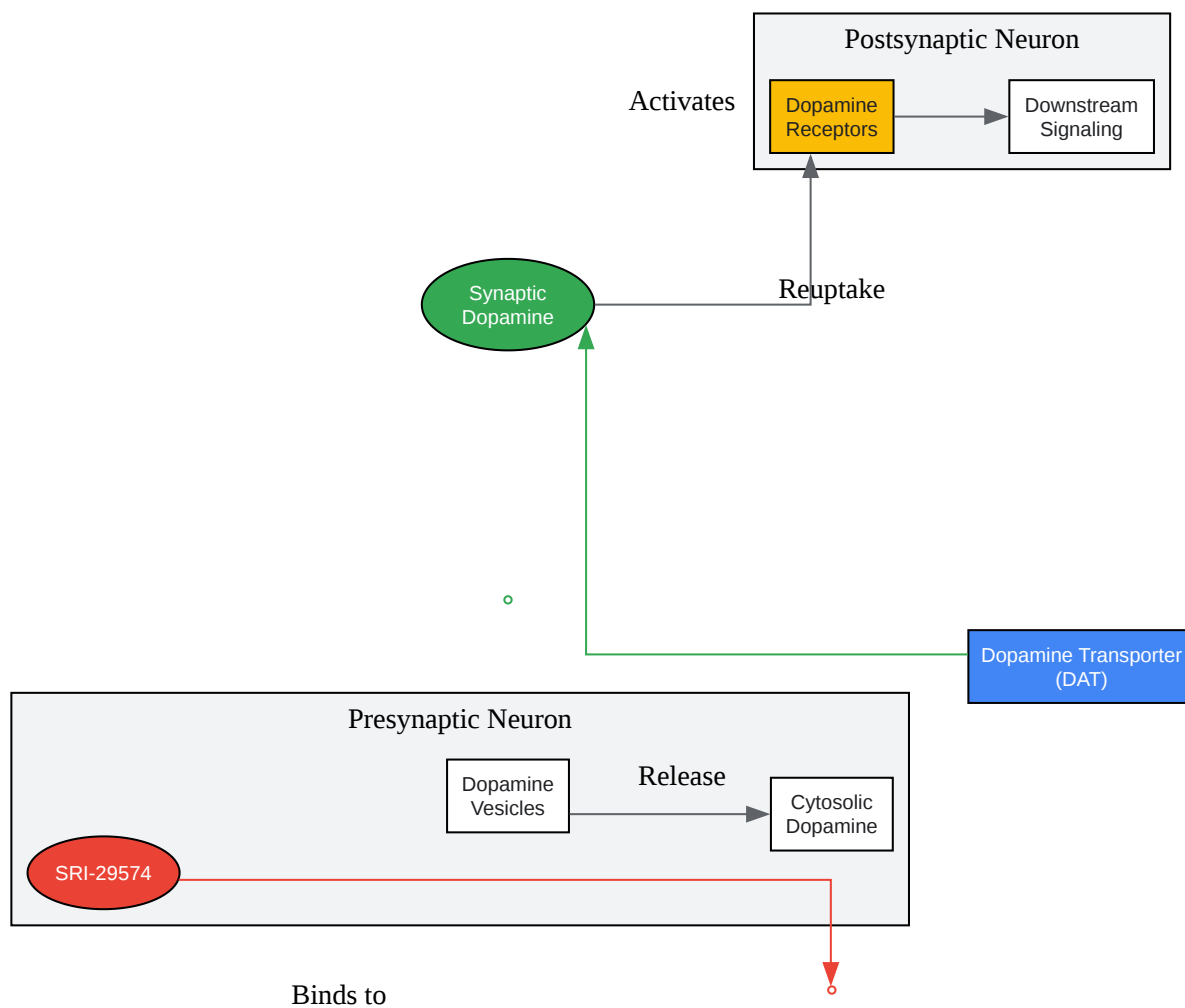 Postsynaptic Neuron
Activates
Dopamine
Receptors
Downstream
Signaling
Synaptic
Dopamine
Reuptake
Dopamine Transporter
(DAT)
Presynaptic Neuron
Dopamine
Vesicles
Release
Cytosolic
Dopamine
SRI-29574
Binds to